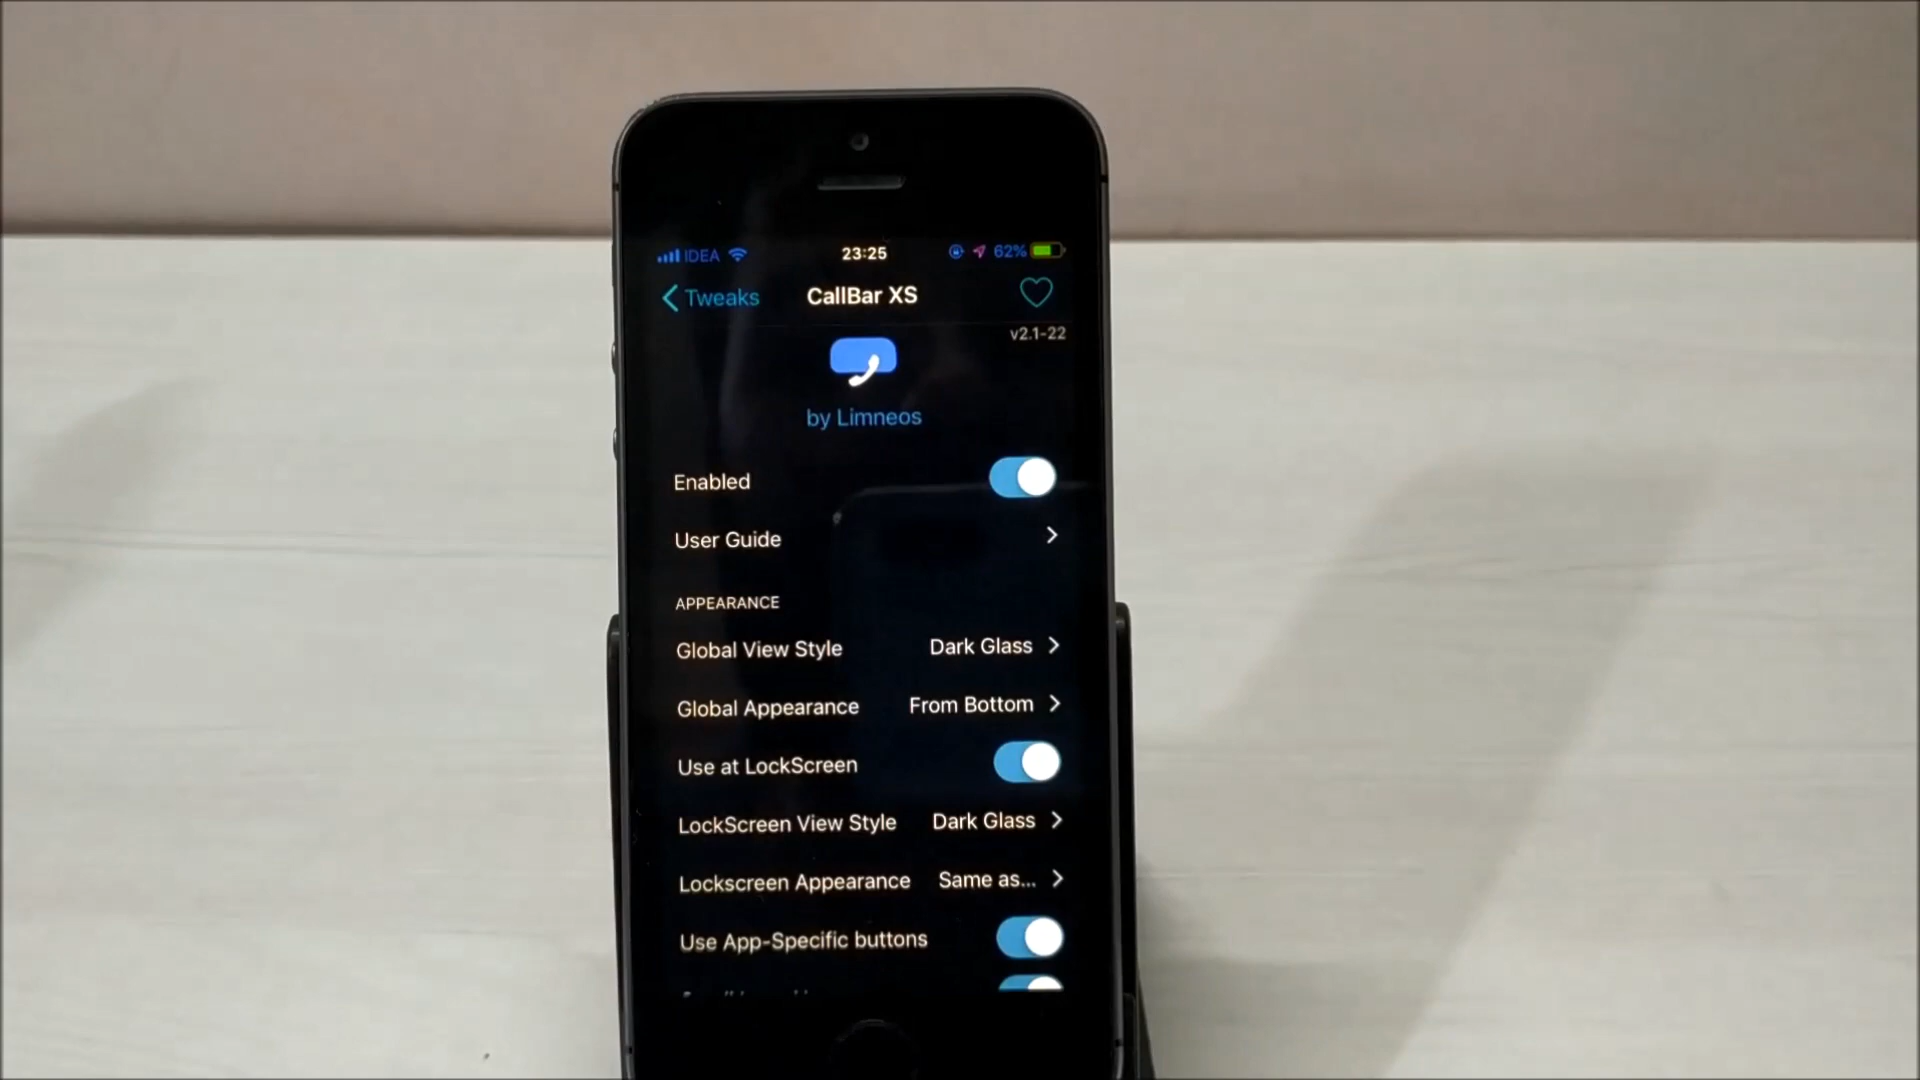 IDEA 23:25 62%
Tweaks CallBar XS
v2.1-22
by Limneos
Enabled
User Guide
APPEARANCE
Global View Style Dark Glass
Global Appearance From Bottom
Use at LockScreen
LockScreen View Style Dark Glass
Lockscreen Appearance Same as...
Use App-Specific buttons